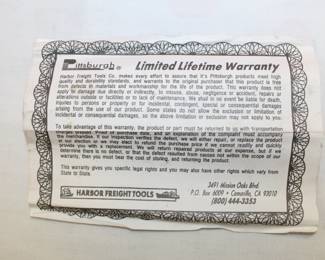 Pittsburgh® Limited Lifetime Warranty
Harbor Freight Tools Co. makes every effort to assure that it's Pittsburgh products meet high
quality and durability standards, and warrants to the original purchaser that this product is free
from defects in materials and workmanship for the life of the product. This warranty does not
apply to damage due directly or indirectly, to misuse, abuse, negligence or accidents, repairs or
alterations outside our facilities or to lack of maintenance. We shall in no event be liable for death,
injuries to persons or property or for incidental, contingent, special or consequential damages
arising from the use of our product. Some states do not allow the exclusion or limitation of
incidental or consequential damages, so the above limitation or exclusion may not apply to you.
To take advantage of this warranty, the product or part must be returned to us with transportation
charges prepaid. Proof of purchase date, and an explanation of the complaint must accompany
the merchandise. If our inspection verifies the defect, we will either repair, or replace the product
at our election or we may elect to refund the purchase price if we cannot readily and quickly
provide you with a replacement. We will return repaired products at our expense, but if we
determine there is no defect, or that the defect resulted from causes not within the scope of our
warranty, then you must bear the cost of storing, and returning the product.
This warranty gives you specific legal rights and you may also have other rights which vary from
State to State.
HARBOR FREIGHT TOOLS
3491 Mission Oaks Blvd.
P.O. Box 6009 • Camarillo, CA 93010
(800) 444-3353